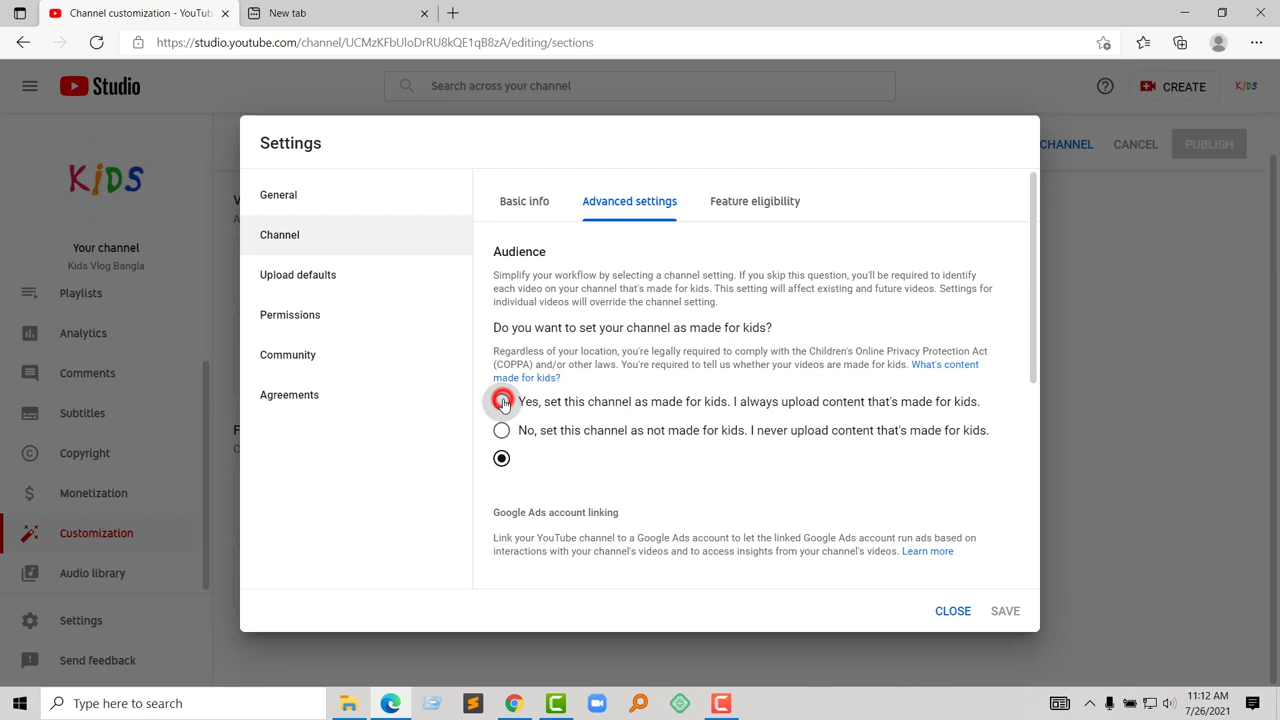 Channel customization - YouTub
New tab
https://studio.youtube.com/channel/UCMzKFbUloDrRU8kQE1qB8zA/editing/sections
Studio
Search across your channel
CREATE
KIDS
KiDS
CHANNEL
CANCEL
PUBLISH
Your channel
Kids Vlog Bangla
Playlists
Analytics
Comments
Subtitles
Copyright
Monetization
Customization
Audio library
Settings
Send feedback
Settings
General
Channel
Upload defaults
Permissions
Community
Agreements
Basic info
Advanced settings
Feature eligibility
Audience
Simplify your workflow by selecting a channel setting. If you skip this question, you'll be required to identify
each video on your channel that's made for kids. This setting will affect existing and future videos. Settings for
individual videos will override the channel setting.
Do you want to set your channel as made for kids?
Regardless of your location, you're legally required to comply with the Children's Online Privacy Protection Act
(COPPA) and/or other laws. You're required to tell us whether your videos are made for kids. What's content
made for kids?
Yes, set this channel as made for kids. I always upload content that's made for kids.
No, set this channel as not made for kids. I never upload content that's made for kids.
Google Ads account linking
Link your YouTube channel to a Google Ads account to let the linked Google Ads account run ads based on
interactions with your channel's videos and to access insights from your channel's videos. Learn more
CLOSE
SAVE
Type here to search
11:12 AM
7/26/2021